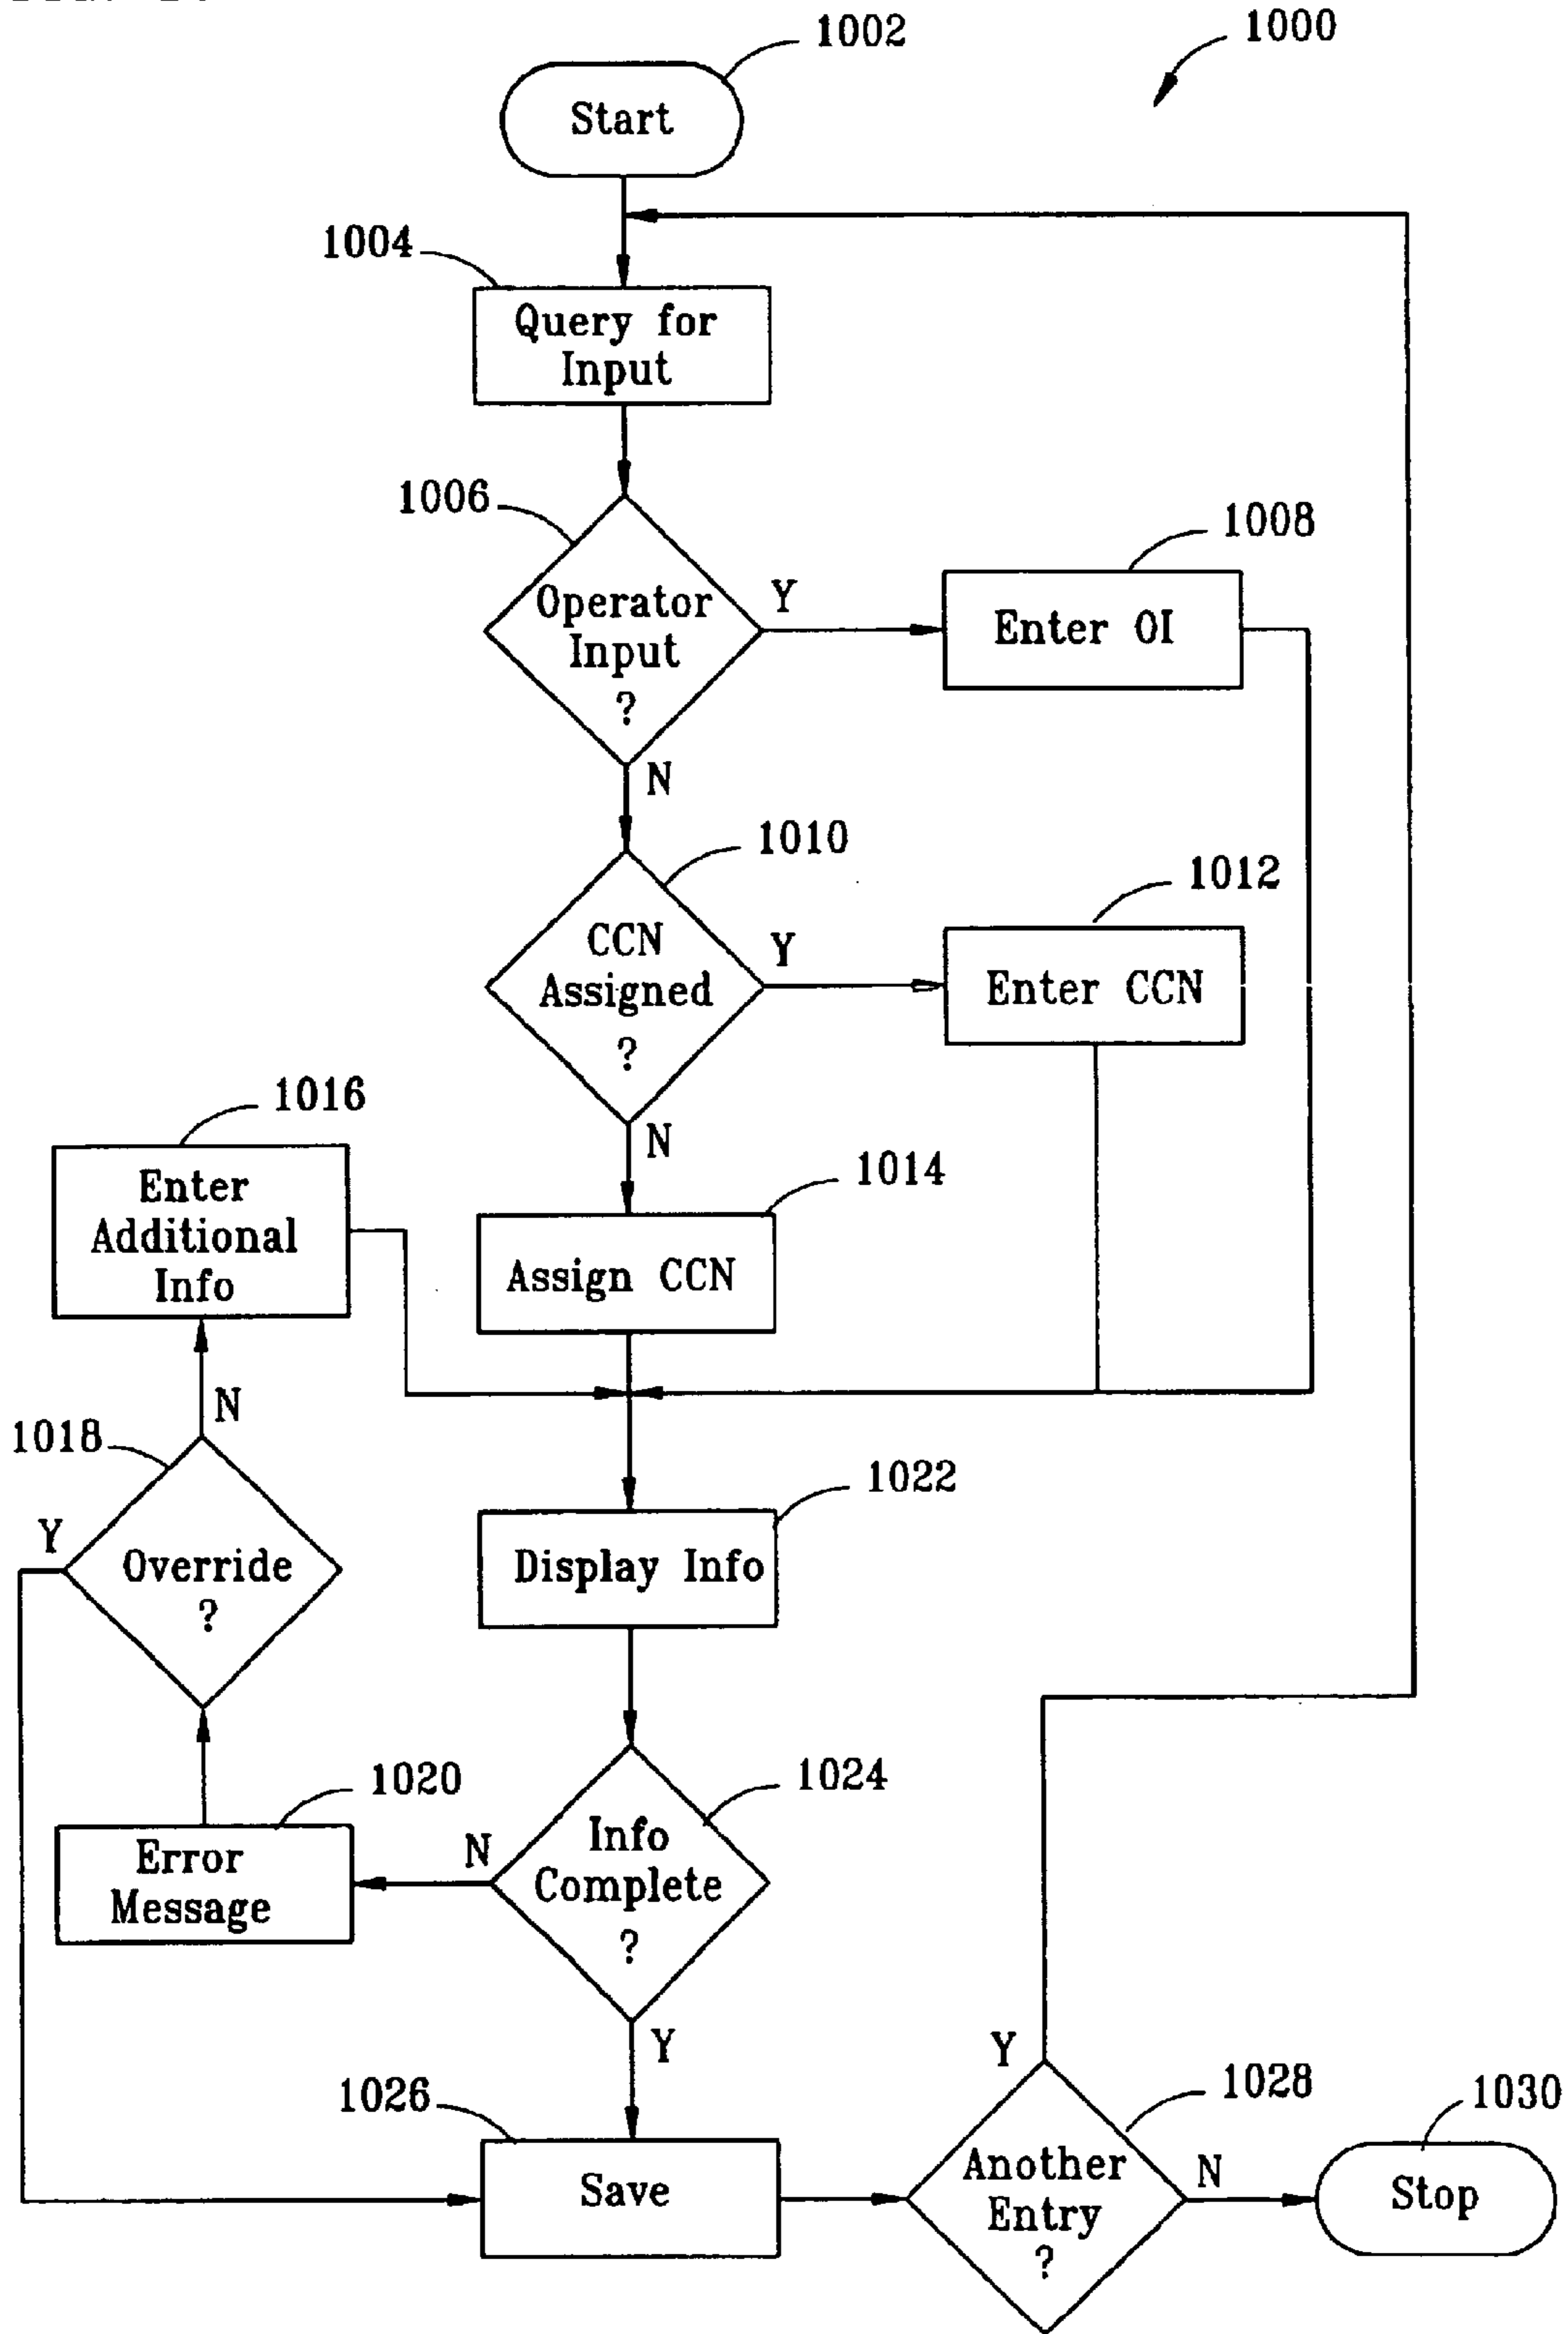 1002
1000
Start
1004
Query for
Input
1006
1008
Operator
Input
?
Y
Enter OI
N
1010
1012
CCN
Assigned
?
Y
Enter CCN
N
1016
1014
Enter
Additional
Info
Assign CCN
N
1018
1022
Y
Override
?
Display Info
1020
1024
Error
Message
N
Info
Complete
?
Y
Y
1026
1028
1030
Save
Another
Entry
?
N
Stop